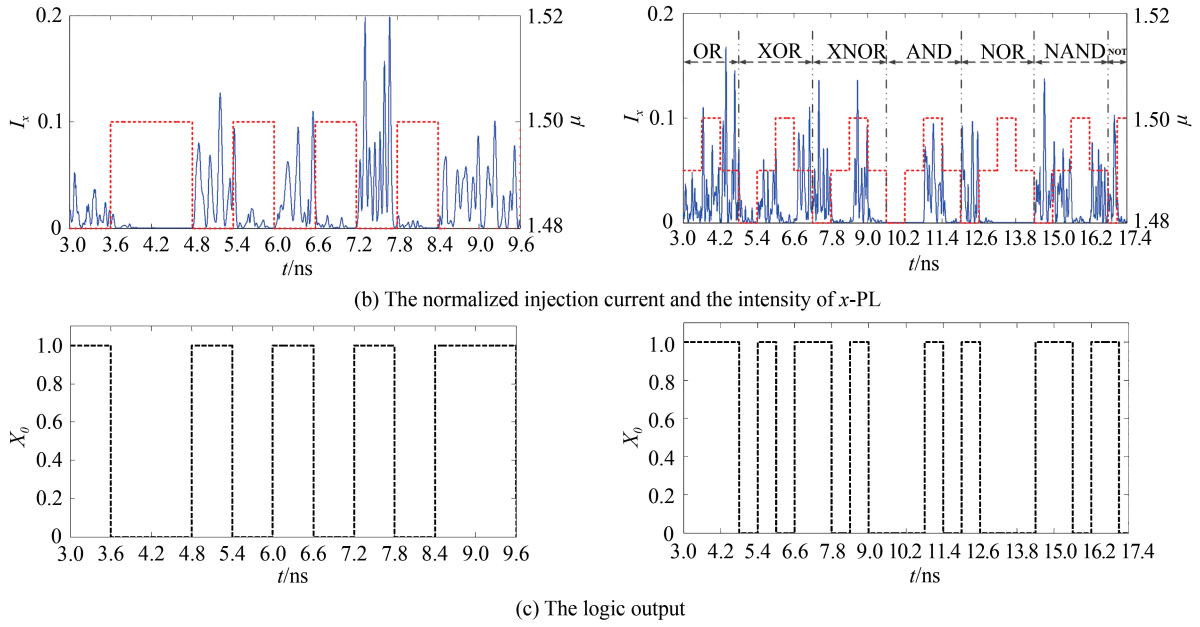 0.2
0.1
0
I_x
1.52
1.50
1.48
μ
3.0 3.6 4.2 4.8 5.4 6.0 6.6 7.2 7.8 8.4 9.0 9.6
t/ns
0.2
0.1
0
I_x
OR XOR XNOR AND NOR NAND NOT
1.52
1.50
1.48
μ
3.0 4.2 5.4 6.6 7.8 9.0 10.2 11.4 12.6 13.8 15.0 16.2 17.4
t/ns
(b) The normalized injection current and the intensity of x-PL
1.0
0.8
0.6
0.4
0.2
0
X_0
3.0 3.6 4.2 4.8 5.4 6.0 6.6 7.2 7.8 8.4 9.0 9.6
t/ns
1.0
0.8
0.6
0.4
0.2
0
X_0
3.0 4.2 5.4 6.6 7.8 9.0 10.2 11.4 12.6 13.8 15.0 16.2 17.4
t/ns
(c) The logic output